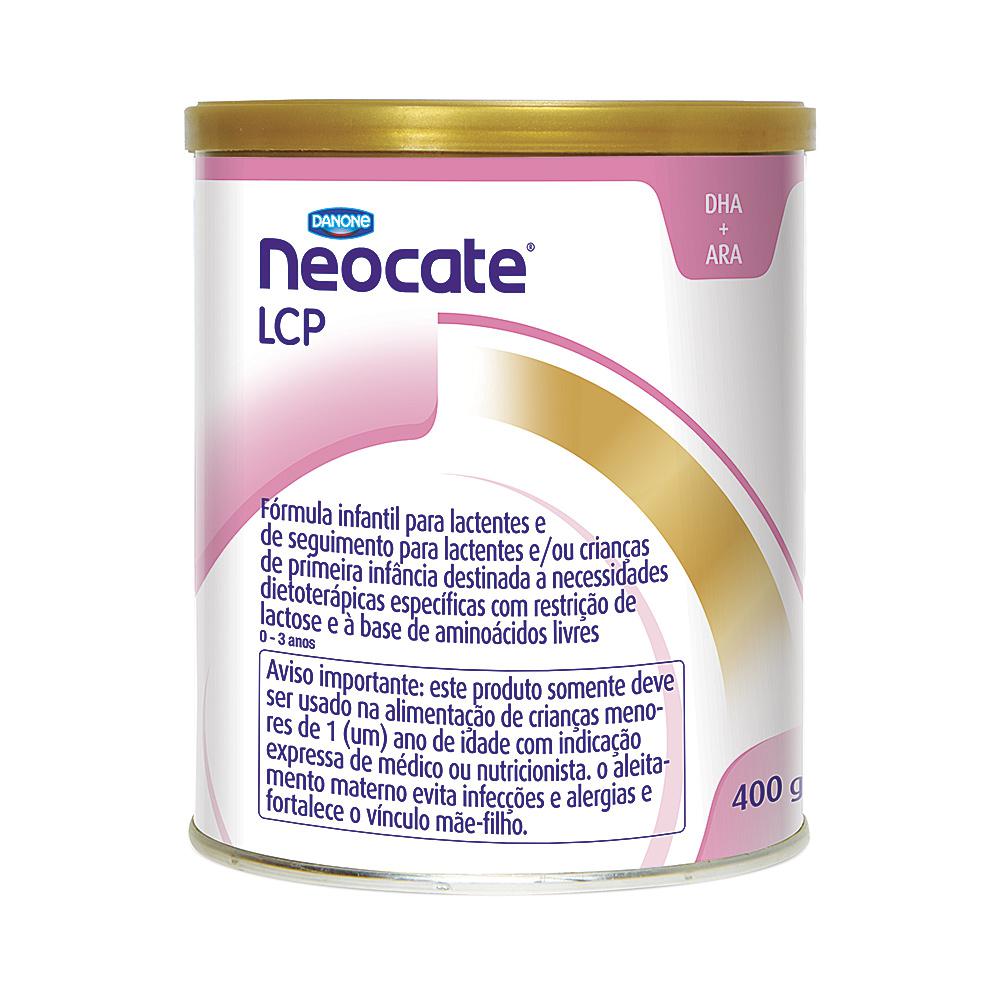 DANONE
neocate®
LCP
DHA
+
ARA
Fórmula infantil para lactentes e
de seguimento para lactentes e/ou crianças
de primeira infância destinada a necessidades
dietoterápicas específicas com restrição de
lactose e à base de aminoácidos livres
0 - 3 anos
Aviso importante: este produto somente deve
ser usado na alimentação de crianças meno-
res de 1 (um) ano de idade com indicação
expressa de médico ou nutricionista. o aleita-
mento materno evita infecções e alergias e
fortalece o vínculo mãe-filho.
400 g